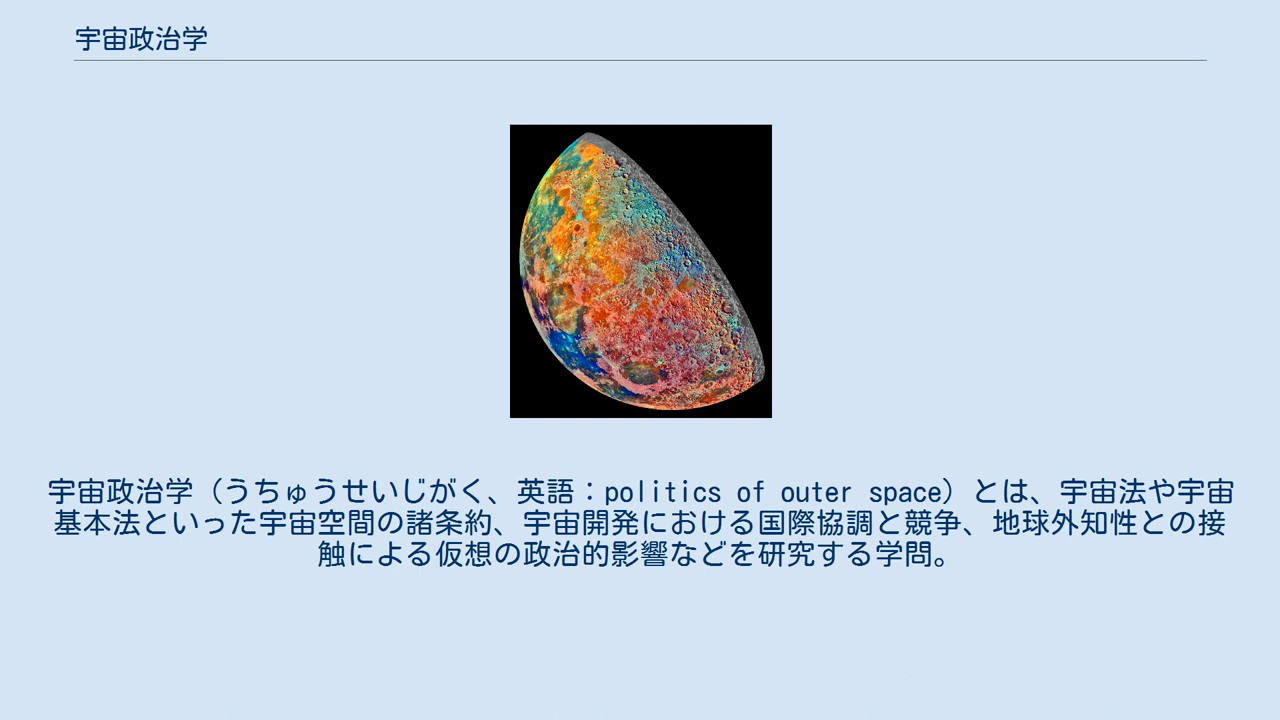 宇宙政治学
宇宙政治学（うちゅうせいじがく、英語：politics of outer space）とは、宇宙法や宇宙
基本法といった宇宙空間の諸条約、宇宙開発における国際協調と競争、地球外知性との接
触による仮想の政治的影響などを研究する学問。